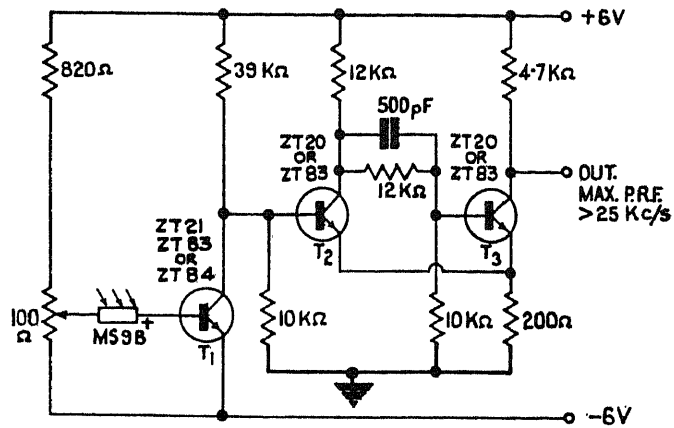 +6V
820Ω
39KΩ
12KΩ
4·7KΩ
500pF
ZT20
OR
ZT83
ZT20
OR
ZT83
12KΩ
OUT.
MAX. P.R.F.
>25 Kc/s
ZT21
ZT83
OR
ZT84
T2
T3
100
Ω
MS9B
+
T1
10KΩ
10KΩ
200Ω
-6V